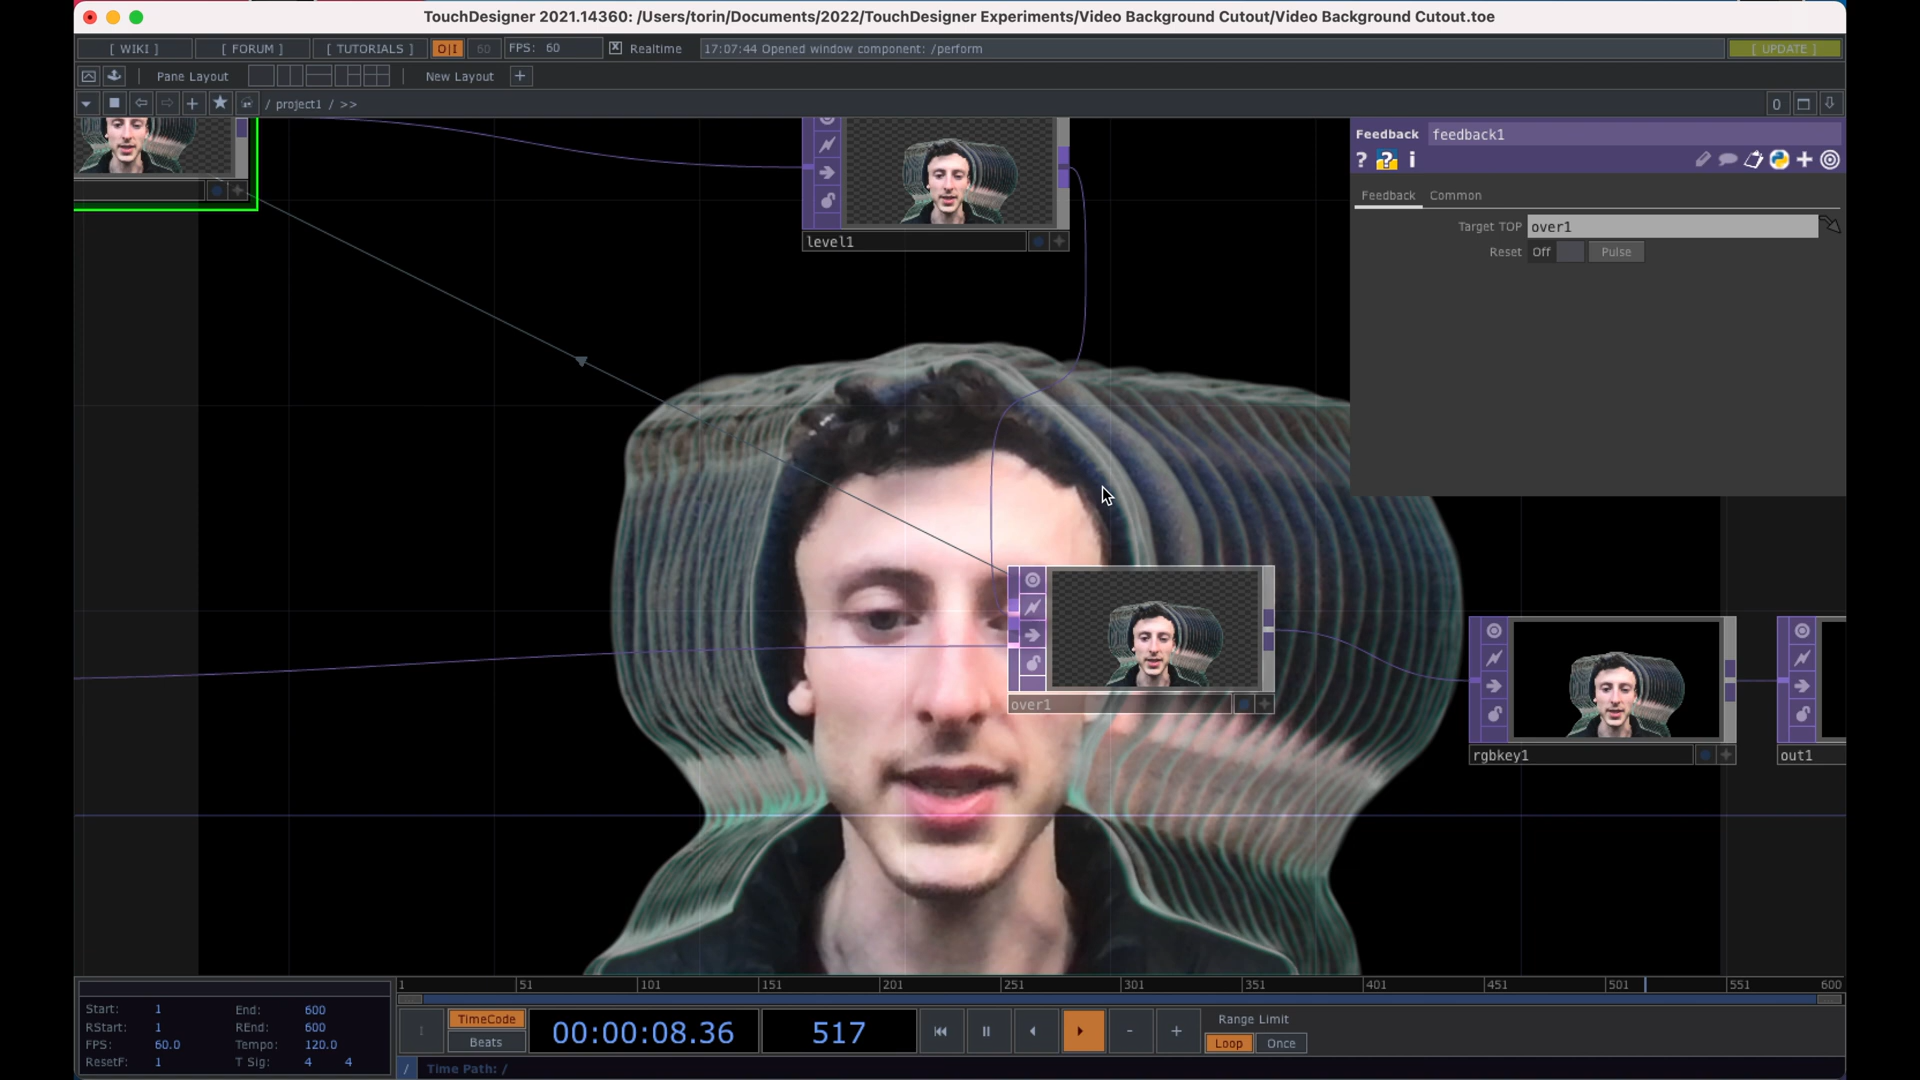 TouchDesigner 2021.14360: /Users/torin/Documents/2022/TouchDesigner Experiments/Video Background Cutout/Video Background Cutout.toe
[ WIKI ] [ FORUM ] [ TUTORIALS ] O|I 60 FPS: 60 Realtime 17:07:44 Opened window component: /perform [ UPDATE ]
Pane Layout New Layout +
/ project1 / >> 0
Feedback feedback1
? ? i
Feedback Common
Target TOP over1
Reset Off Pulse
level1
over1
rgbkey1
out1
1 51 101 151 201 251 301 351 401 451 501 551 600
Start: 1 End: 600
RStart: 1 REnd: 600
FPS: 60.0 Tempo: 120.0
ResetF: 1 T Sig: 4 4
TimeCode
Beats
00:00:08.36 517
- +
Range Limit
Loop Once
/ Time Path: /